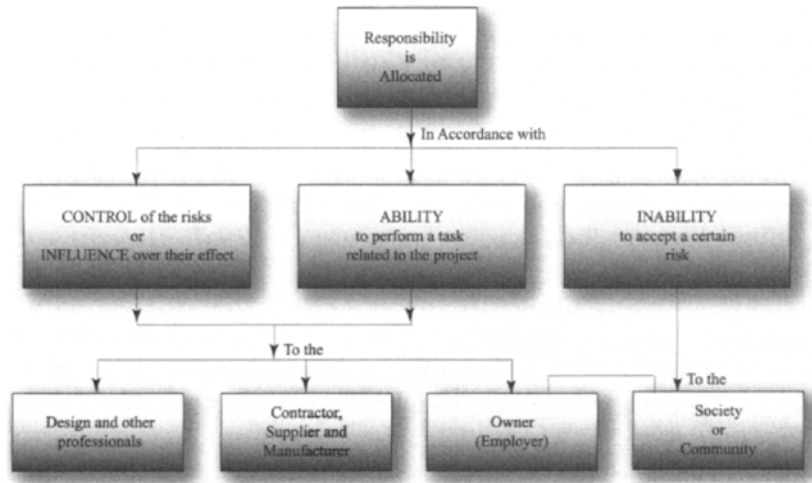 Responsibility
is
Allocated
In Accordance with
CONTROL of the risks
or
INFLUENCE over their effect
ABILITY
to perform a task
related to the project
INABILITY
to accept a certain
risk
To the
To the
Design and other
professionals
Contractor,
Supplier and
Manufacturer
Owner
(Employer)
Society
or
Community